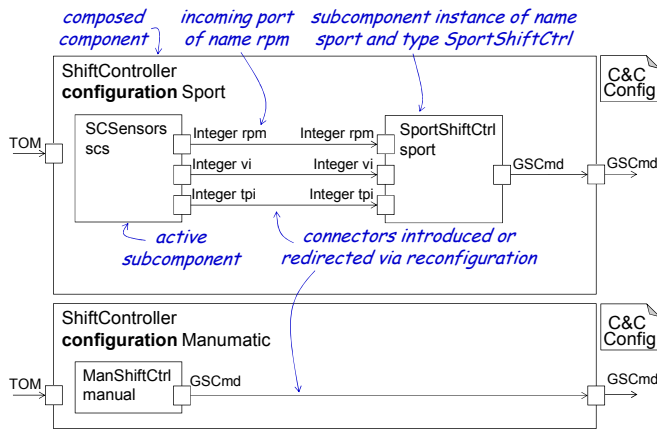 composed
component
incoming port
of name rpm
subcomponent instance of name
sport and type SportShiftCtrl
ShiftController
configuration Sport
C&C
Config
TOM
SCSensors
scs
Integer rpm
Integer rpm
SportShiftCtrl
sport
Integer vi
Integer vi
GSCmd
GSCmd
Integer tpi
Integer tpi
active
subcomponent
connectors introduced or
redirected via reconfiguration
ShiftController
configuration Manumatic
C&C
Config
TOM
ManShiftCtrl
manual
GSCmd
GSCmd